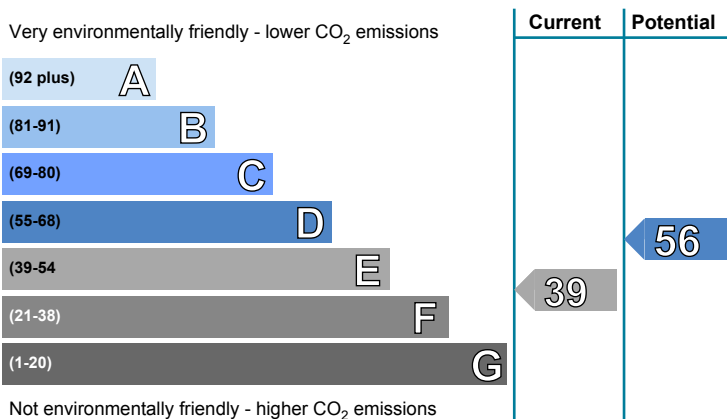 Very environmentally friendly - lower CO₂ emissions
Current
Potential
(92 plus) A
(81-91) B
(69-80) C
(55-68) D
(39-54 E
(21-38) F
(1-20) G
39
56
Not environmentally friendly - higher CO₂ emissions